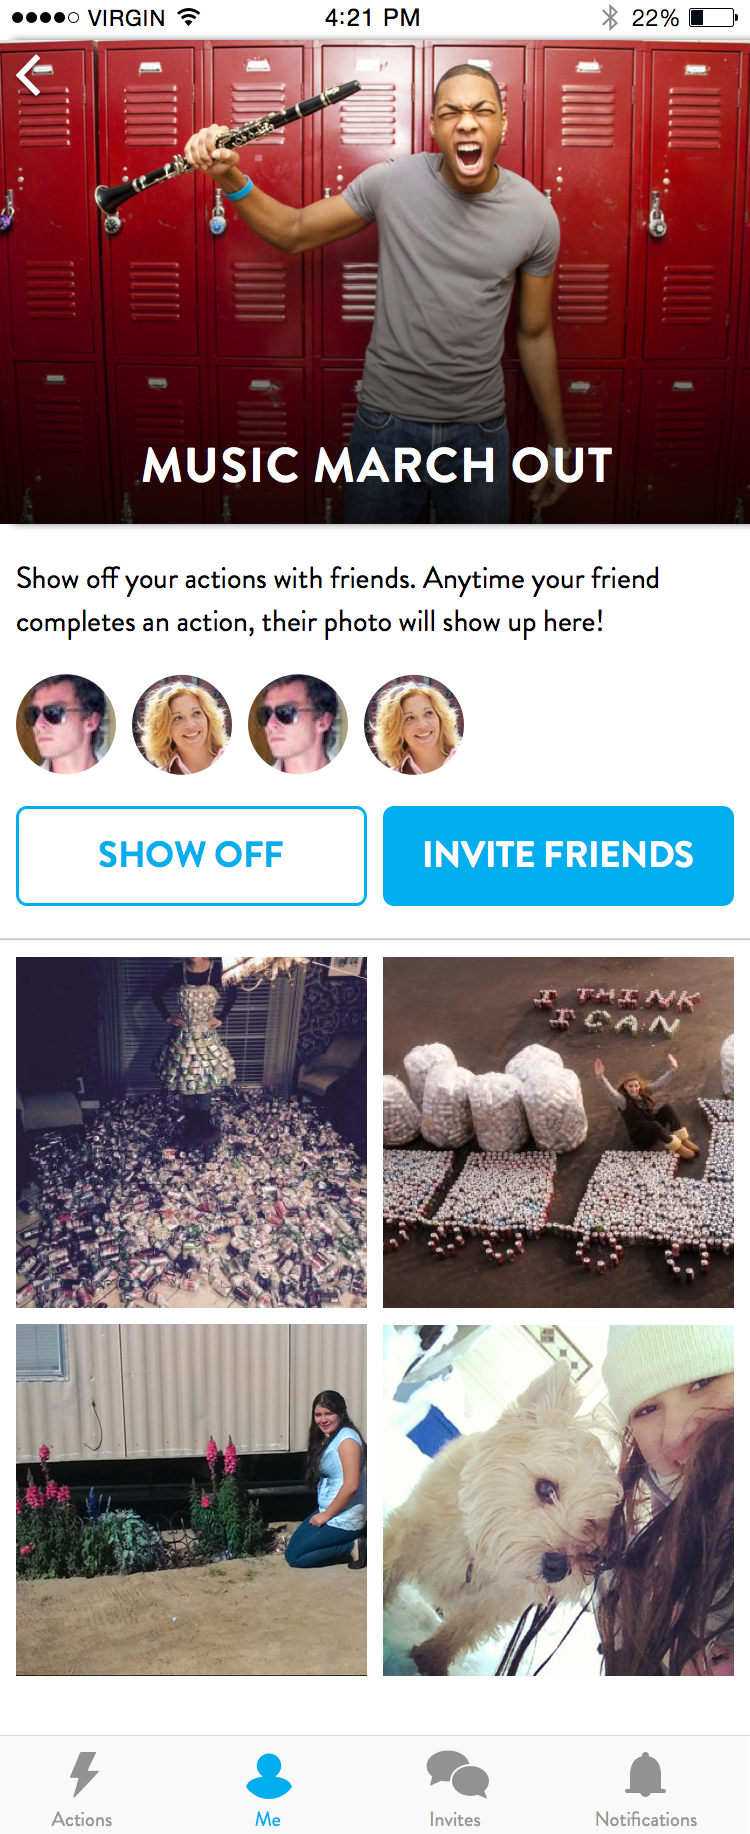 VIRGIN 4:21 PM 22%
MUSIC MARCH OUT
Show off your actions with friends. Anytime your friend
completes an action, their photo will show up here!
SHOW OFF INVITE FRIENDS
I THINK
I CAN
Actions Me Invites Notifications